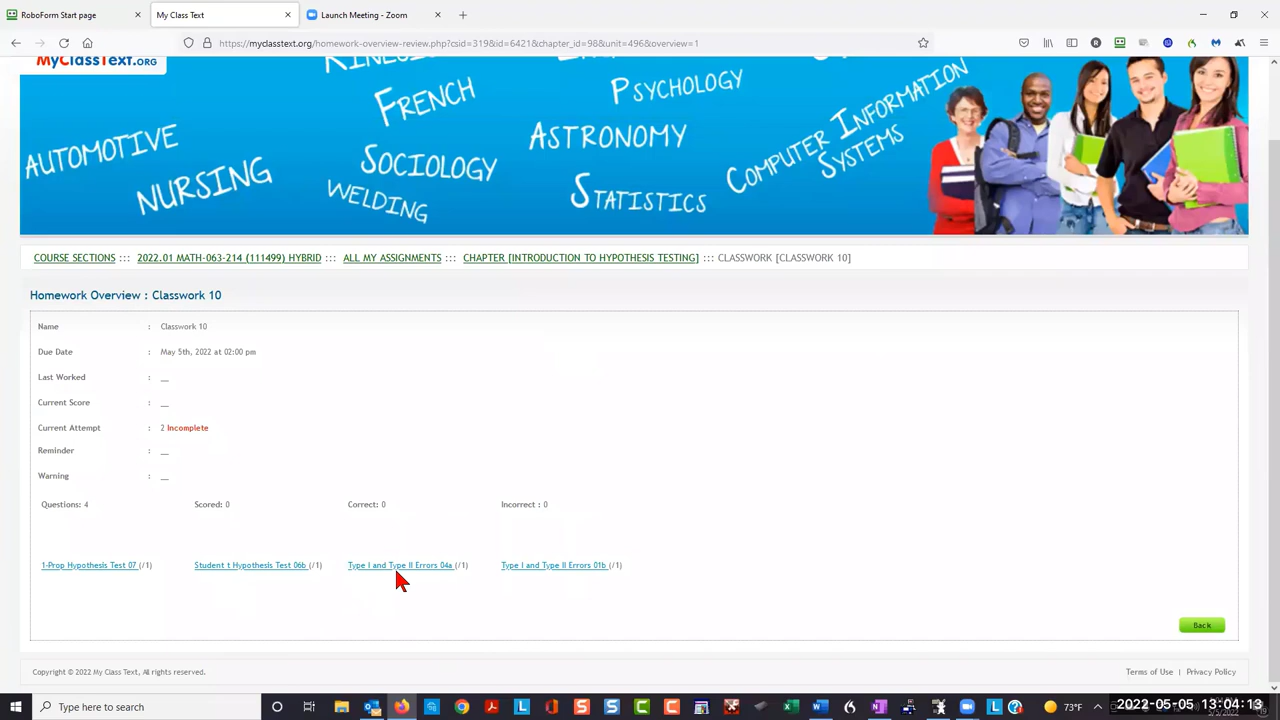 RoboForm Start page
My Class Text
Launch Meeting - Zoom
https://myclasstext.org/homework-overview-review.php?csid=319&id=6421&chapter_id=98&unit=496&overview=1
MyClassText.org
FRENCH
PSYCHOLOGY
AUTOMOTIVE
ASTRONOMY
COMPUTER INFORMATION SYSTEMS
NURSING
SOCIOLOGY
WELDING
STATISTICS
COURSE SECTIONS ::: 2022.01 MATH-063-214 (111499) HYBRID ::: ALL MY ASSIGNMENTS ::: CHAPTER [INTRODUCTION TO HYPOTHESIS TESTING] ::: CLASSWORK [CLASSWORK 10]
Homework Overview : Classwork 10
Name : Classwork 10
Due Date : May 5th, 2022 at 02:00 pm
Last Worked : __
Current Score : __
Current Attempt : 2 Incomplete
Reminder : __
Warning : __
Questions: 4 Scored: 0 Correct: 0 Incorrect : 0
1-Prop Hypothesis Test 07 (/1) Student t Hypothesis Test 06b (/1) Type I and Type II Errors 04a (/1) Type I and Type II Errors 01b (/1)
Back
Copyright © 2022 My Class Text, All rights reserved.
Terms of Use | Privacy Policy
Type here to search
73°F
2022-05-05 13:04:13